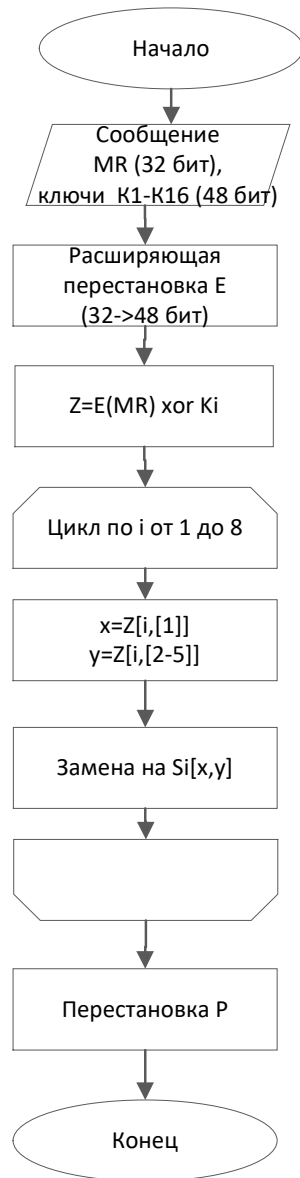 Начало
Сообщение
MR (32 бит),
ключи К1-К16 (48 бит)
Расширяющая
перестановка Е
(32->48 бит)
Z=E(MR) xor Ki
Цикл по i от 1 до 8
x=Z[i,[1]]
y=Z[i,[2-5]]
Замена на Si[x,y]
Перестановка Р
Конец